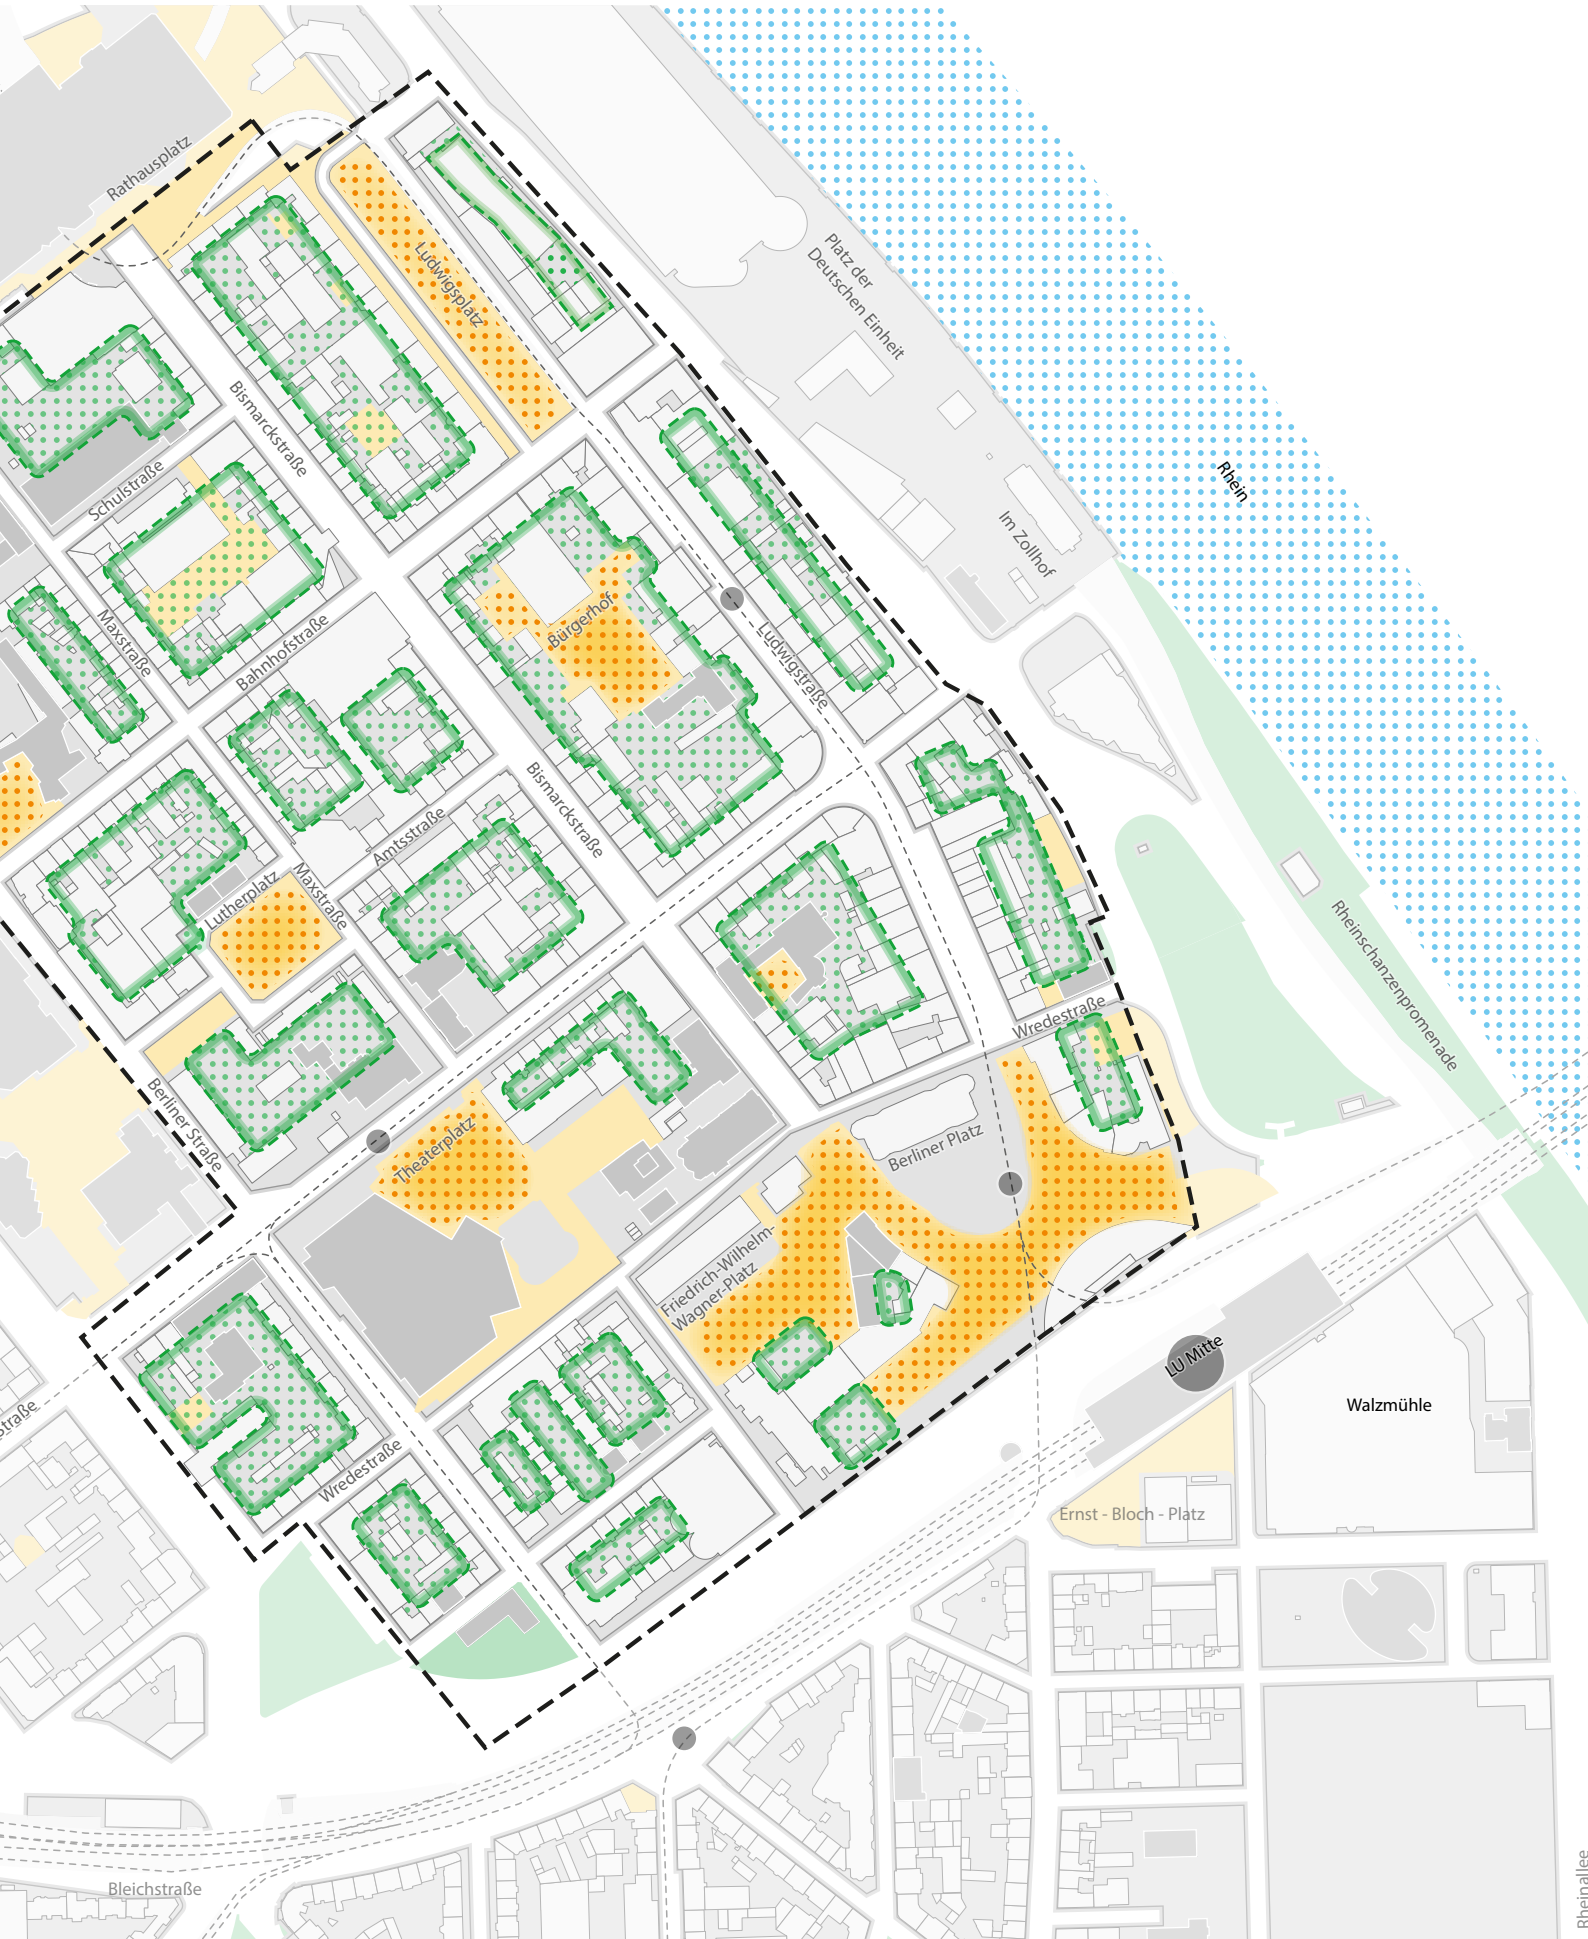 Rathausplatz
Ludwigsplatz
Platz der
Deutschen Einheit
Bismarckstraße
Schulstraße
Rhein
Im Zollhof
Maxstraße
Bahnhofstraße
Bürgerhof
Ludwigstraße
Bismarckstraße
Amtsstraße
Lutherplatz
Maxstraße
Rheinschanzenpromenade
Wredestraße
Berliner Straße
Theaterplatz
Berliner Platz
Friedrich-Wilhelm-
Wagner-Platz
LU Mitte
Walzmühle
straße
Wredestraße
Ernst - Bloch - Platz
Bleichstraße
Rheinallee